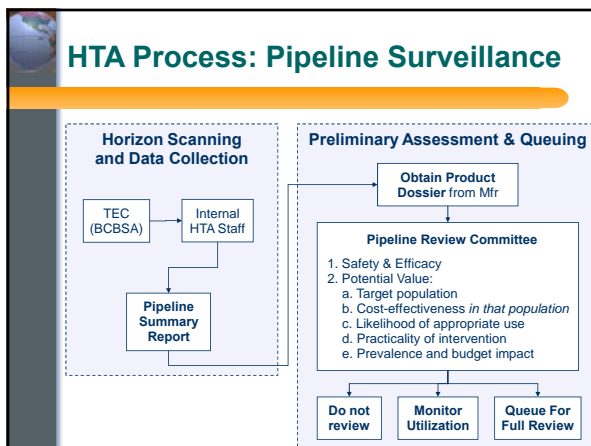 HTA Process: Pipeline Surveillance
Horizon Scanning
and Data Collection
TEC
(BCBSA)
Internal
HTA Staff
Pipeline
Summary
Report
Preliminary Assessment & Queuing
Obtain Product
Dossier from Mfr
Pipeline Review Committee
1. Safety & Efficacy
2. Potential Value:
a. Target population
b. Cost-effectiveness in that population
c. Likelihood of appropriate use
d. Practicality of intervention
e. Prevalence and budget impact
Do not
review
Monitor
Utilization
Queue For
Full Review